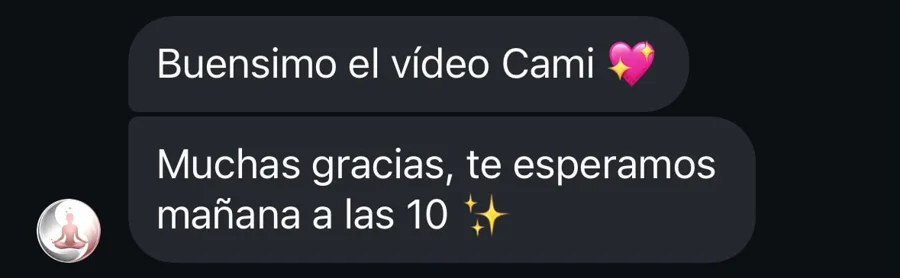 Buensimo el vídeo Cami 💖
Muchas gracias, te esperamos
mañana a las 10 ✨